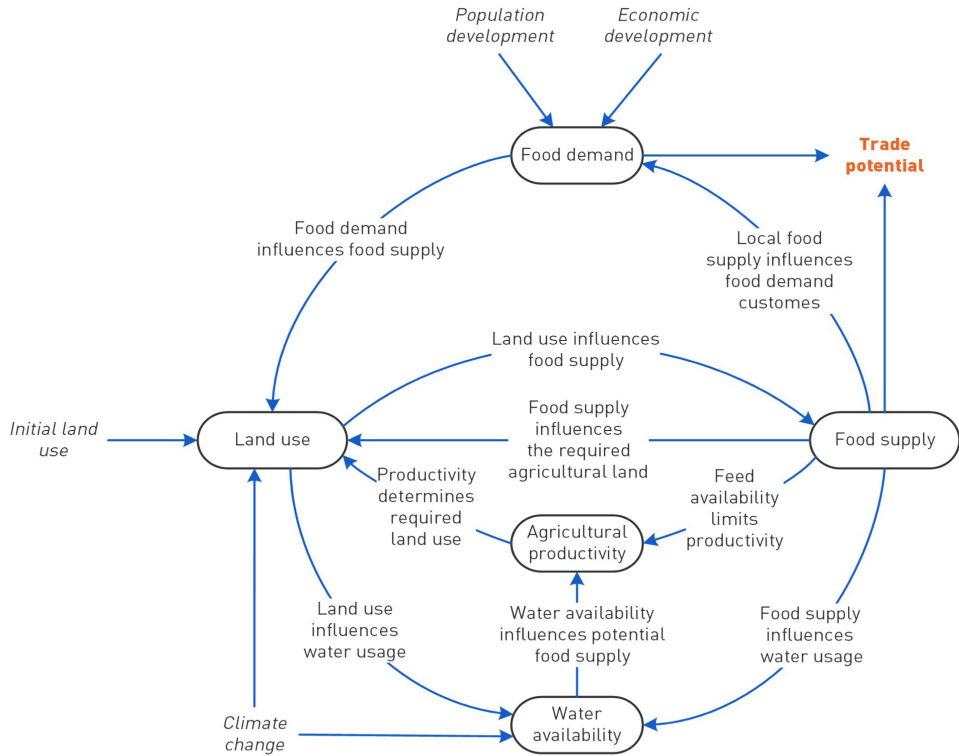 Population
development
Economic
development
Food demand
Trade
potential
Food demand
influences food supply
Local food
supply influences
food demand
customes
Land use influences
food supply
Initial land
use
Land use
Food supply
influences
the required
agricultural land
Food supply
Productivity
determines
required
land use
Feed
availability
limits
productivity
Agricultural
productivity
Land use
influences
water usage
Water availability
influences potential
food supply
Food supply
influences
water usage
Climate
change
Water
availability